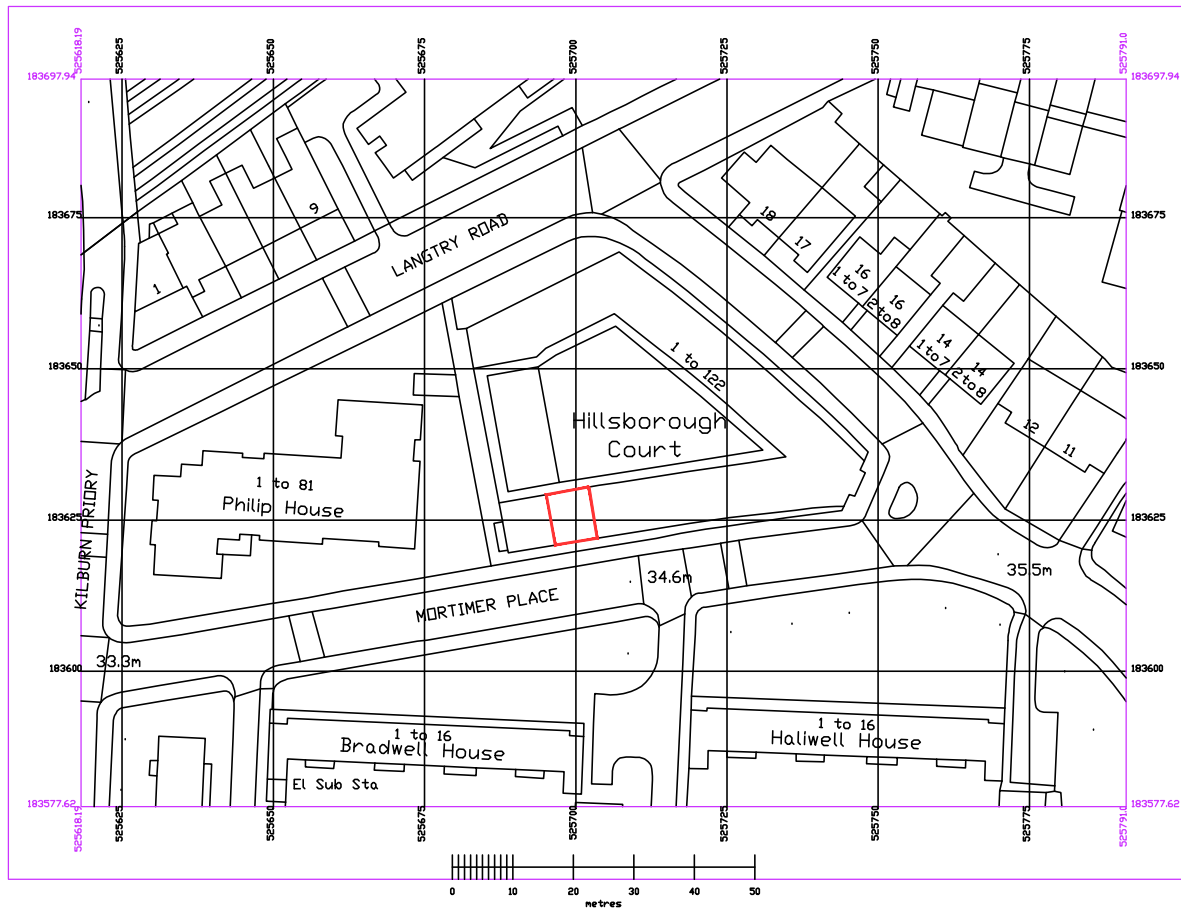 525618.19
525625
525650
525675
525700
525725
525750
525775
525791.0
183697.94
183697.94
9
LANGTRY ROAD
1
18
17
16
1 to 7
16
2 to 8
14
1 to 7
14
2 to 8
12
11
183675
183675
183650
183650
1 to 122
Hillsborough
Court
1 to 81
Philip House
KILBURN PRIORY
183625
183625
MORTIMER PLACE
34.6m
35.5m
33.3m
183600
183600
1 to 16
Bradwell House
1 to 16
Haliwell House
El Sub Sta
183577.62
183577.62
525618.19
525625
525650
525675
525700
525725
525750
525775
525791.0
0 10 20 30 40 50
metres